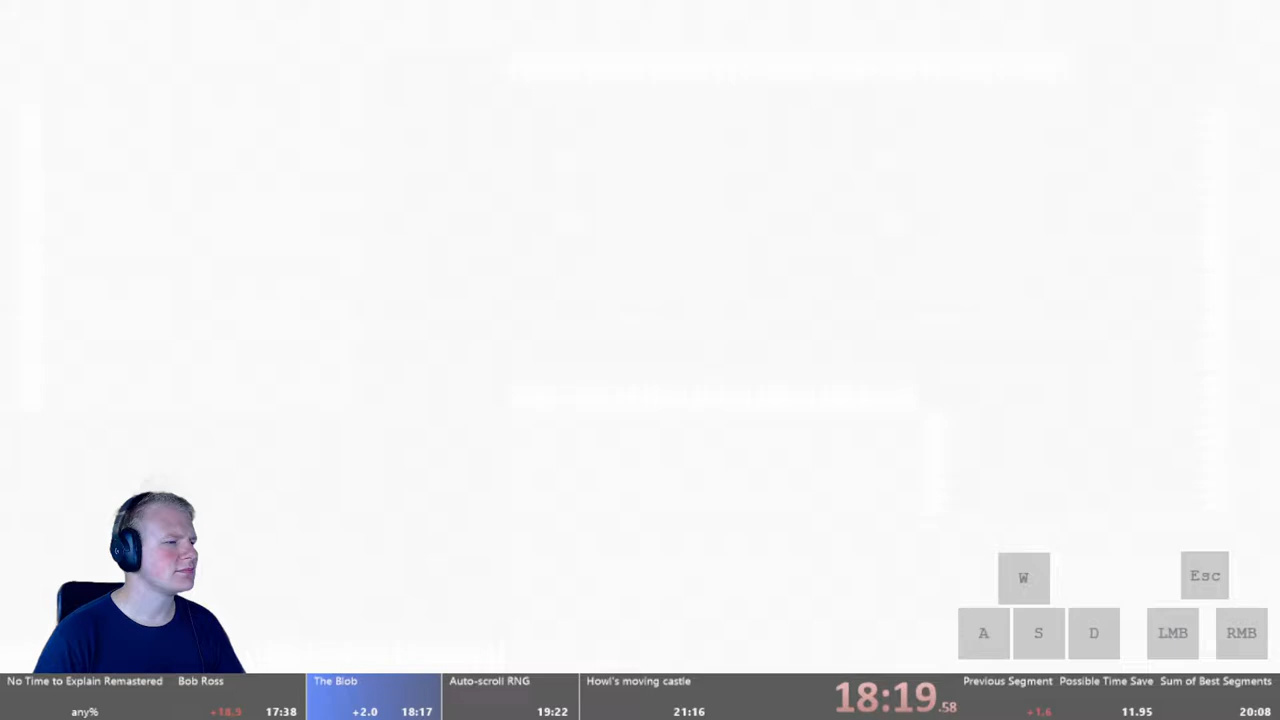 W
Esc
A S D LMB RMB
No Time to Explain Remastered
any%
Bob Ross
+18.9 17:38
The Blob
+2.0 18:17
Auto-scroll RNG
19:22
Howl's moving castle
21:16
18:19.58
Previous Segment
+1.6
Possible Time Save
11.95
Sum of Best Segments
20:08